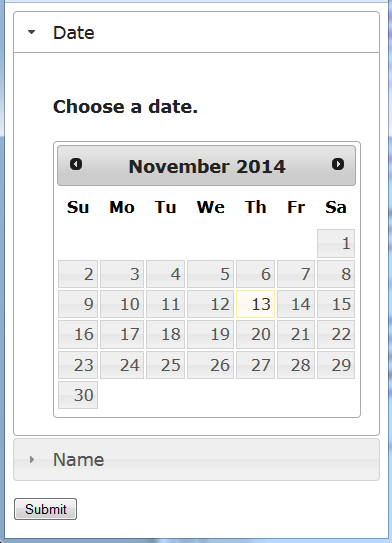 Date
Choose a date.
November 2014
Su Mo Tu We Th Fr Sa
1
2 3 4 5 6 7 8
9 10 11 12 13 14 15
16 17 18 19 20 21 22
23 24 25 26 27 28 29
30
Name
Submit